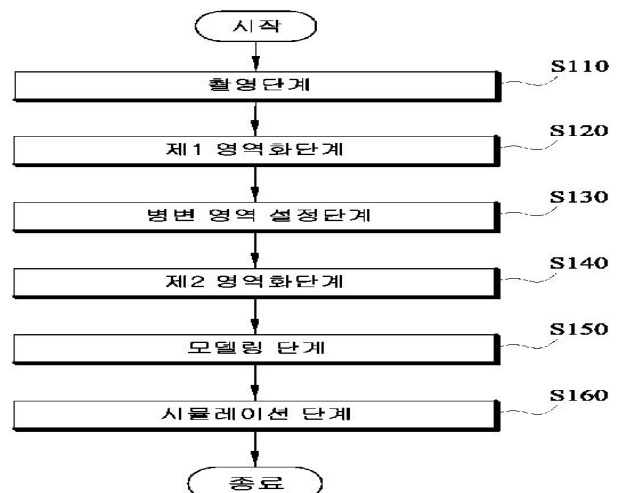 시작
S110
촬영단계
S120
제1 영역화단계
S130
병변 영역 설정단계
S140
제2 영역화단계
S150
모델링 단계
S160
시뮬레이션 단계
종료